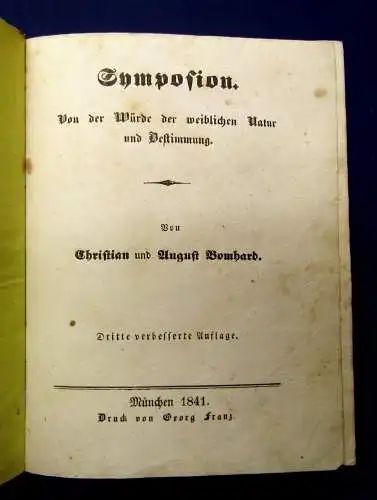 Symposion.
Von der Würde der weiblichen Natur
und Bestimmung.
Von
Christian und August Bomhard.
Dritte verbesserte Auflage.
München 1841.
Druck von Georg Franz.